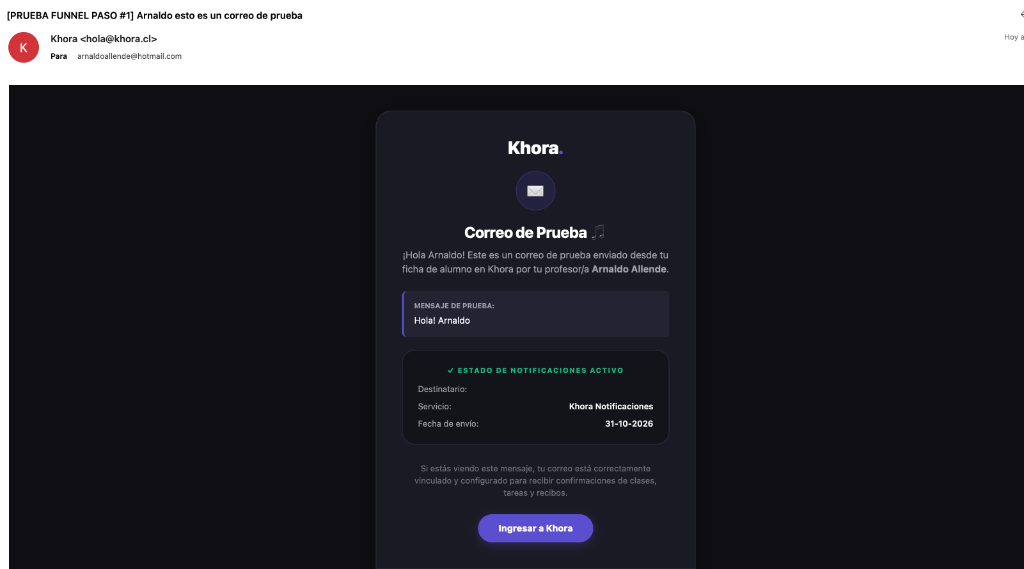 [PRUEBA FUNNEL PASO #1] Arnaldo esto es un correo de prueba
K
Khora <hola@khora.cl>
Hoy a
Para arnaldoallende@hotmail.com
Khora.
Correo de Prueba 🎵
¡Hola Arnaldo! Este es un correo de prueba enviado desde tu
ficha de alumno en Khora por tu profesor/a Arnaldo Allende.
MENSAJE DE PRUEBA:
Hola! Arnaldo
✓ ESTADO DE NOTIFICACIONES ACTIVO
Destinatario:
Servicio: Khora Notificaciones
Fecha de envío: 31-10-2026
Si estás viendo este mensaje, tu correo está correctamente
vinculado y configurado para recibir confirmaciones de clases,
tareas y recibos.
Ingresar a Khora